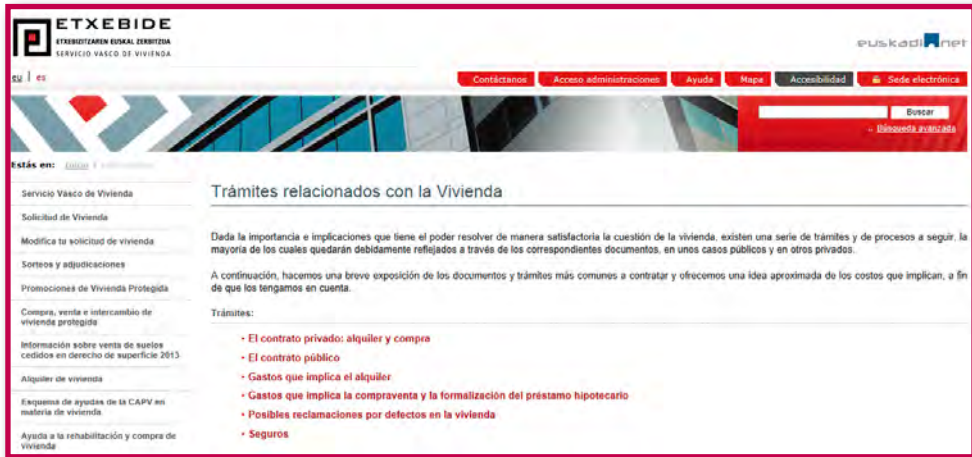 ETXEBIDE
ETXEBIZITZAREN EUSKAL ZERBITZUA
SERVICIO VASCO DE VIVIENDA
euskadi.net
eu | es
Contáctanos Acceso administraciones Ayuda Mapa Accesibilidad Sede electrónica
Buscar
Búsqueda avanzada
Estás en: Inicio
Servicio Vasco de Vivienda
Solicitud de Vivienda
Modifica tu solicitud de vivienda
Sorteos y adjudicaciones
Promociones de Vivienda Protegida
Compra, venta e intercambio de
vivienda protegida
Información sobre venta de suelos
cedidos en derecho de superficie 2013
Alquiler de vivienda
Esquema de ayudas de la CAPV en
materia de vivienda
Ayuda a la rehabilitación y compra de
vivienda
Trámites relacionados con la Vivienda
Dada la importancia e implicaciones que tiene el poder resolver de manera satisfactoria la cuestión de la vivienda, existen una serie de trámites y de procesos a seguir, la
mayoría de los cuales quedarán debidamente reflejados a través de los correspondientes documentos, en unos casos públicos y en otros privados.
A continuación, hacemos una breve exposición de los documentos y trámites más comunes a contratar y ofrecemos una idea aproximada de los costos que implican, a fin
de que los tengamos en cuenta.
Trámites:
• El contrato privado: alquiler y compra
• El contrato público
• Gastos que implica el alquiler
• Gastos que implica la compraventa y la formalización del préstamo hipotecario
• Posibles reclamaciones por defectos en la vivienda
• Seguros